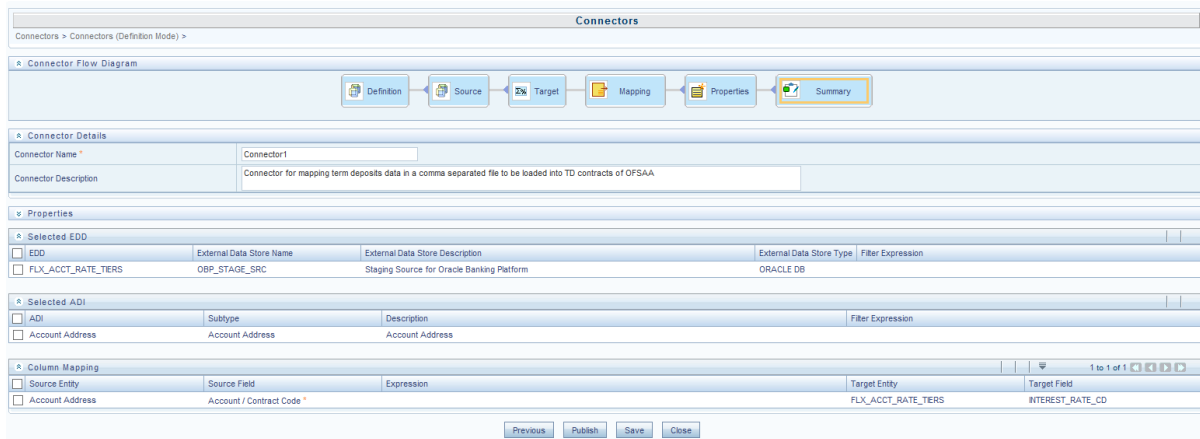 Connectors
Connectors > Connectors (Definition Mode) >
Connector Flow Diagram
Definition Source Target Mapping Properties Summary
Connector Details
Connector Name * Connector1
Connector Description Connector for mapping term deposits data in a comma separated file to be loaded into TD contracts of OFSAA
Properties
Selected EDD
EDD External Data Store Name External Data Store Description External Data Store Type Filter Expression
FLX_ACCT_RATE_TIERS OBP_STAGE_SRC Staging Source for Oracle Banking Platform ORACLE DB
Selected ADI
ADI Subtype Description Filter Expression
Account Address Account Address Account Address
Column Mapping 1 to 1 of 1
Source Entity Source Field Expression Target Entity Target Field
Account Address Account / Contract Code * FLX_ACCT_RATE_TIERS INTEREST_RATE_CD
Previous Publish Save Close